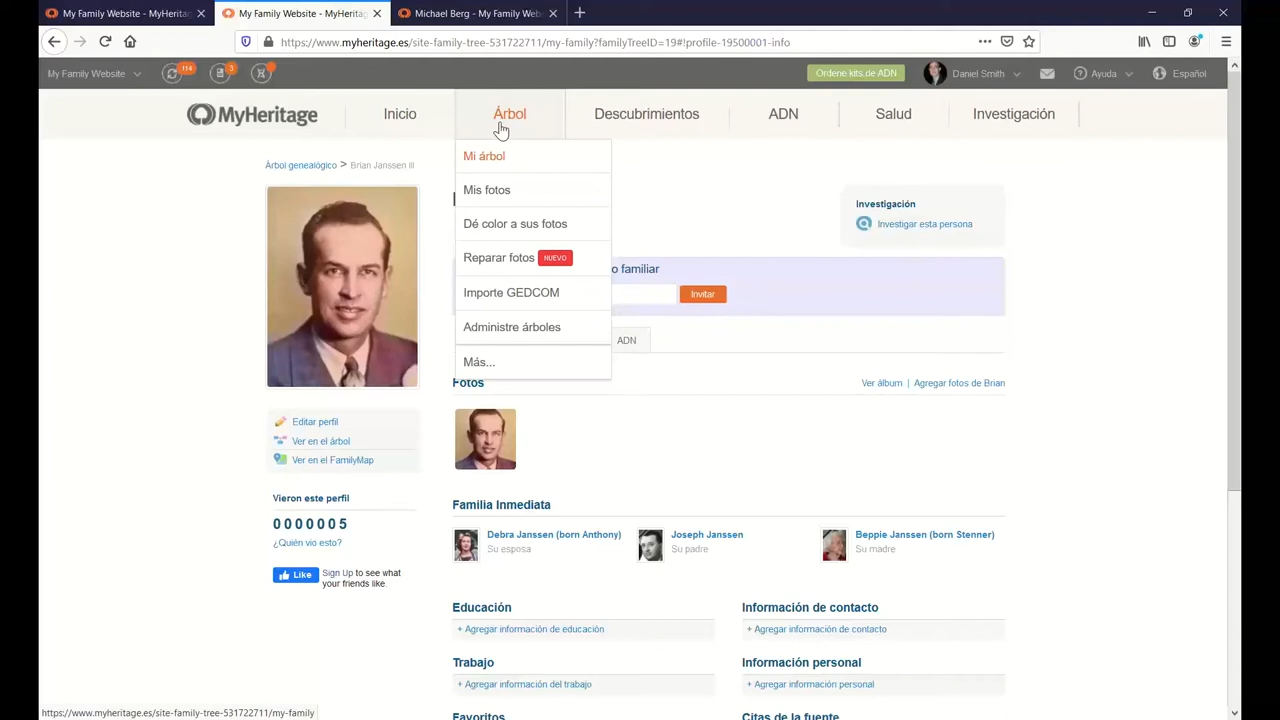 My Family Website - MyHeritag
My Family Website - MyHeritag
Michael Berg - My Family Web
https://www.myheritage.es/site-family-tree-531722711/my-family?familyTreeID=19#!profile-19500001-info
My Family Website
114
3
Ordene kits de ADN
Daniel Smith
Ayuda
Español
MyHeritage
Inicio
Árbol
Descubrimientos
ADN
Salud
Investigación
Árbol genealógico > Brian Janssen III
Mi árbol
Mis fotos
Dé color a sus fotos
Reparar fotos NUEVO
Importe GEDCOM
Administre árboles
Más...
Investigación
Investigar esta persona
o familiar
Invitar
ADN
Fotos
Ver álbum | Agregar fotos de Brian
Editar perfil
Ver en el árbol
Ver en el FamilyMap
Vieron este perfil
0000005
¿Quién vio esto?
Like
Sign Up to see what
your friends like.
Familia Inmediata
Debra Janssen (born Anthony)
Su esposa
Joseph Janssen
Su padre
Beppie Janssen (born Stenner)
Su madre
Educación
+ Agregar información de educación
Información de contacto
+ Agregar información de contacto
Trabajo
+ Agregar información del trabajo
Información personal
+ Agregar información personal
Favoritos
Citas de la fuente
https://www.myheritage.es/site-family-tree-531722711/my-family